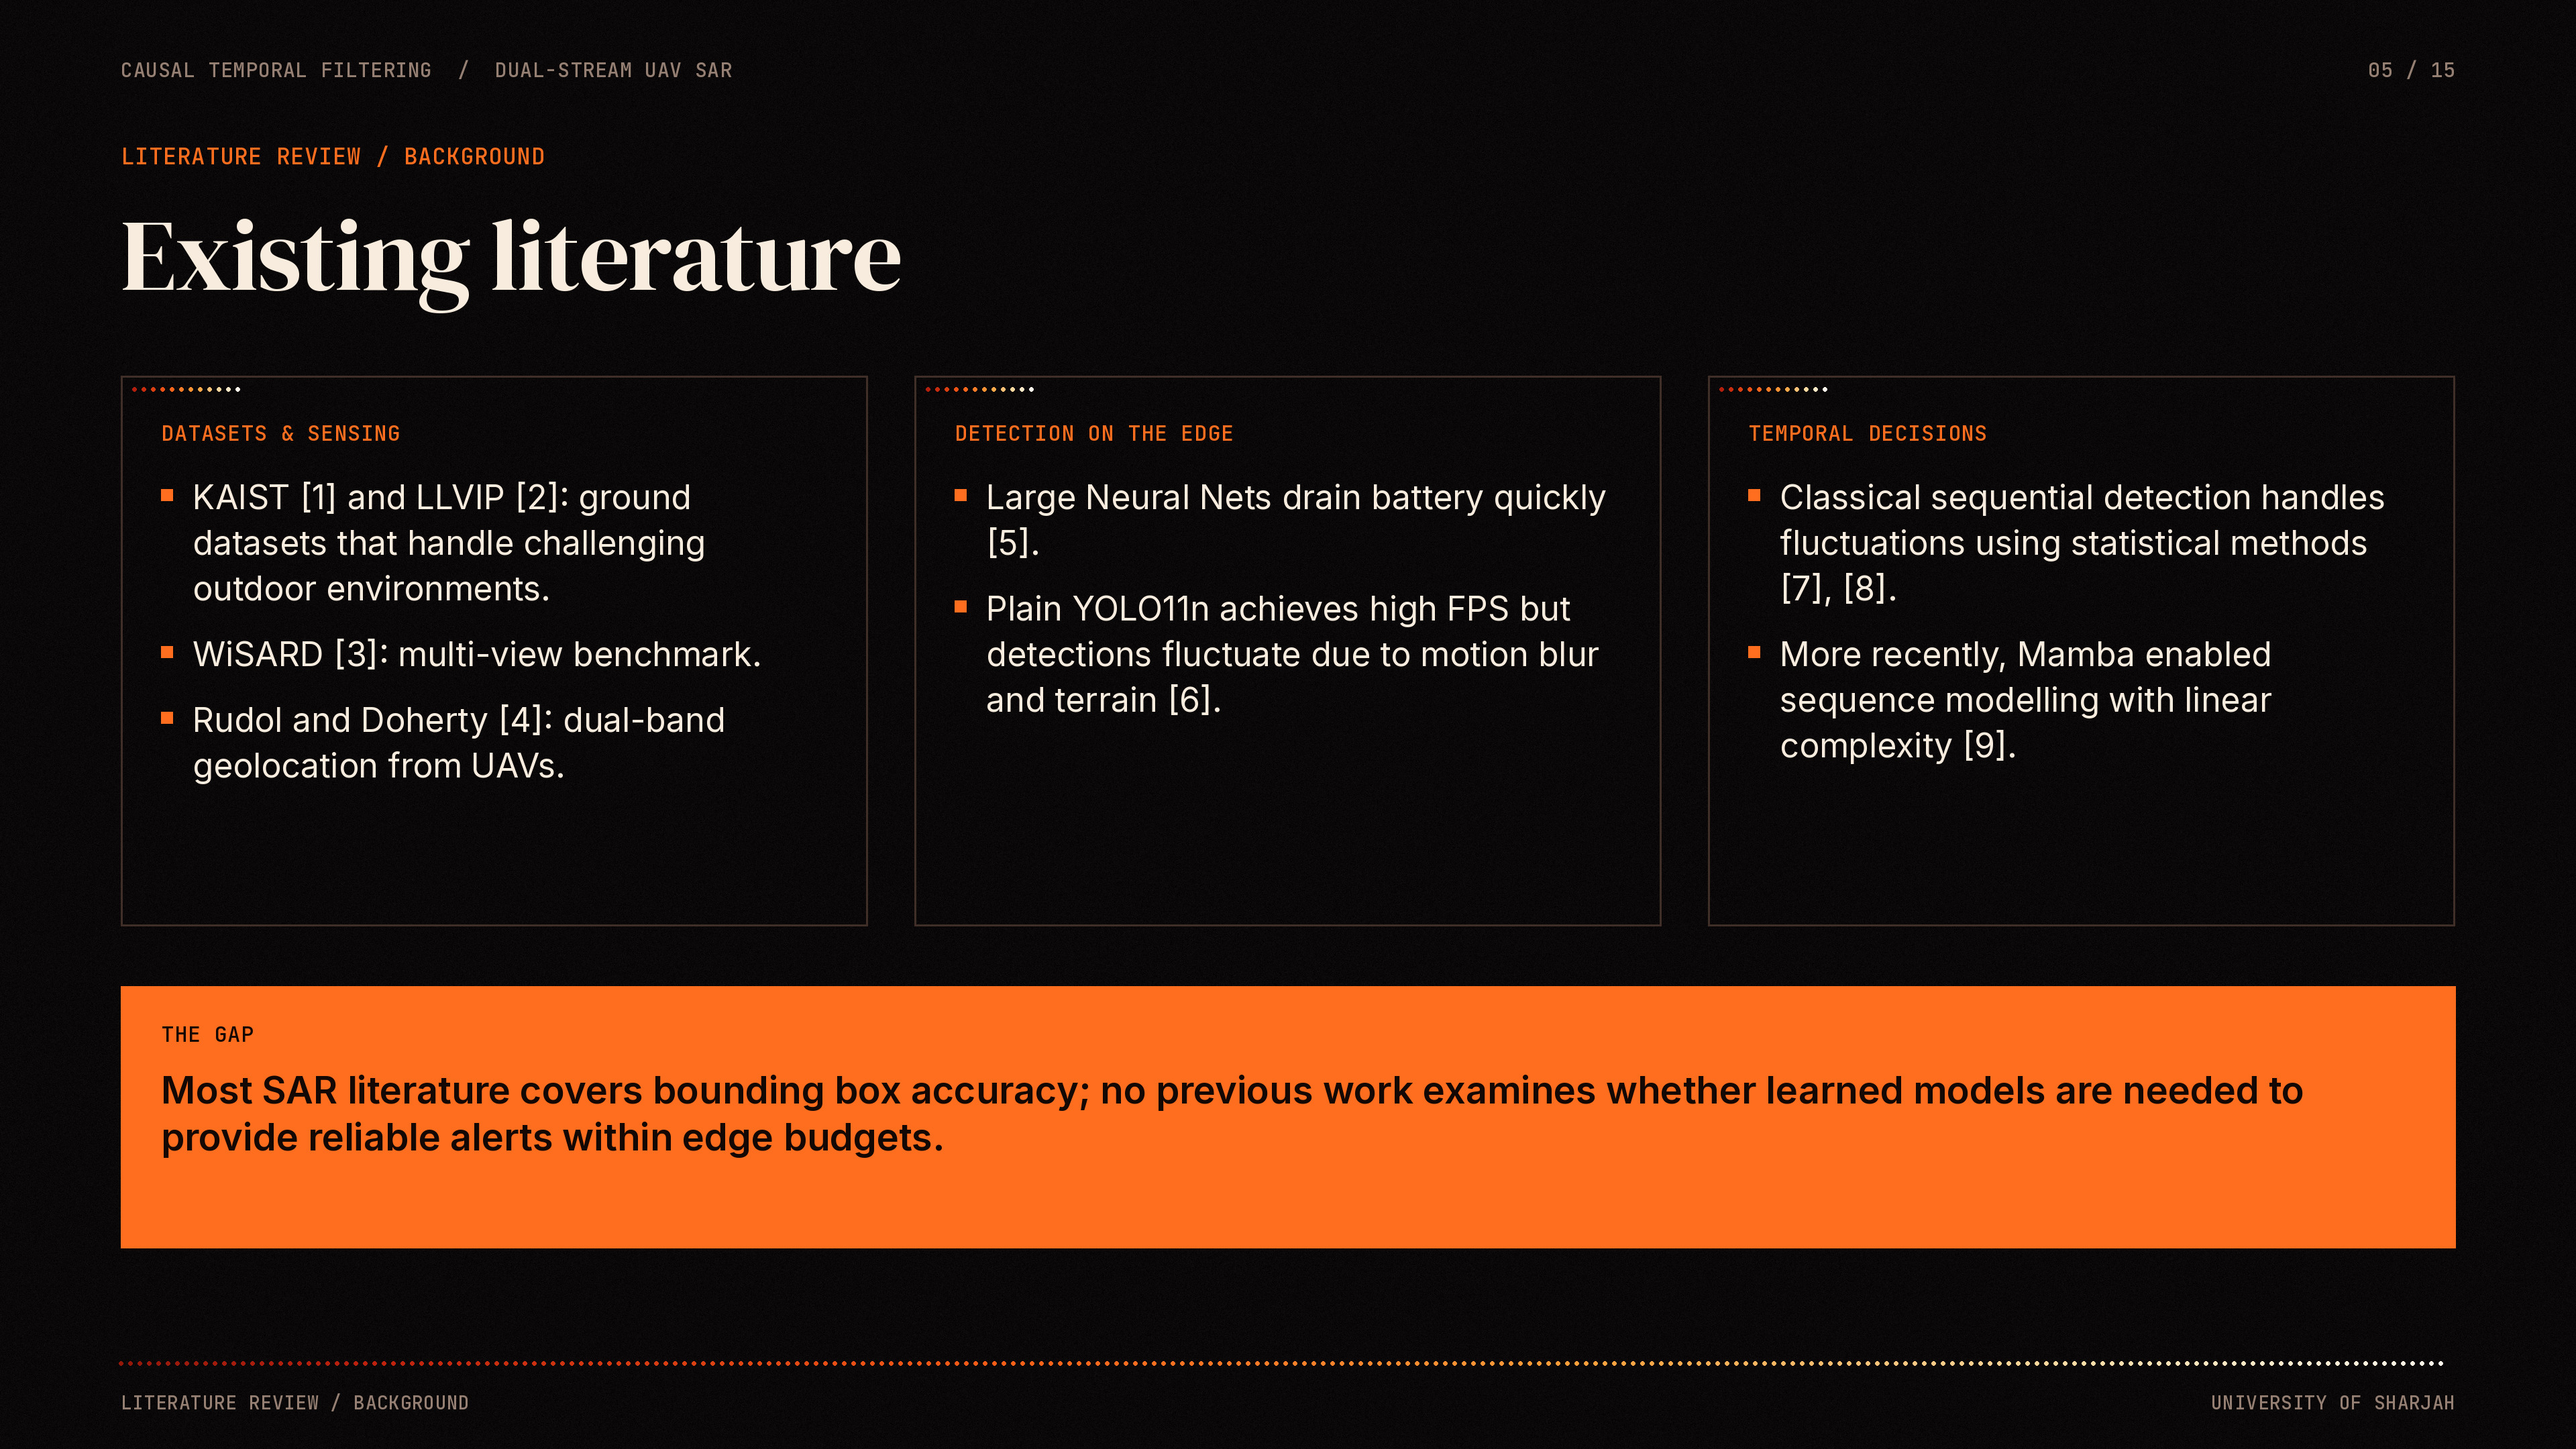 CAUSAL TEMPORAL FILTERING / DUAL-STREAM UAV SAR
05 / 15
LITERATURE REVIEW / BACKGROUND
Existing literature
DATASETS & SENSING
KAIST [1] and LLVIP [2]: ground
datasets that handle challenging
outdoor environments.
WiSARD [3]: multi-view benchmark.
Rudol and Doherty [4]: dual-band
geolocation from UAVs.
DETECTION ON THE EDGE
Large Neural Nets drain battery quickly
[5].
Plain YOLO11n achieves high FPS but
detections fluctuate due to motion blur
and terrain [6].
TEMPORAL DECISIONS
Classical sequential detection handles
fluctuations using statistical methods
[7], [8].
More recently, Mamba enabled
sequence modelling with linear
complexity [9].
THE GAP
Most SAR literature covers bounding box accuracy; no previous work examines whether learned models are needed to
provide reliable alerts within edge budgets.
LITERATURE REVIEW / BACKGROUND
UNIVERSITY OF SHARJAH